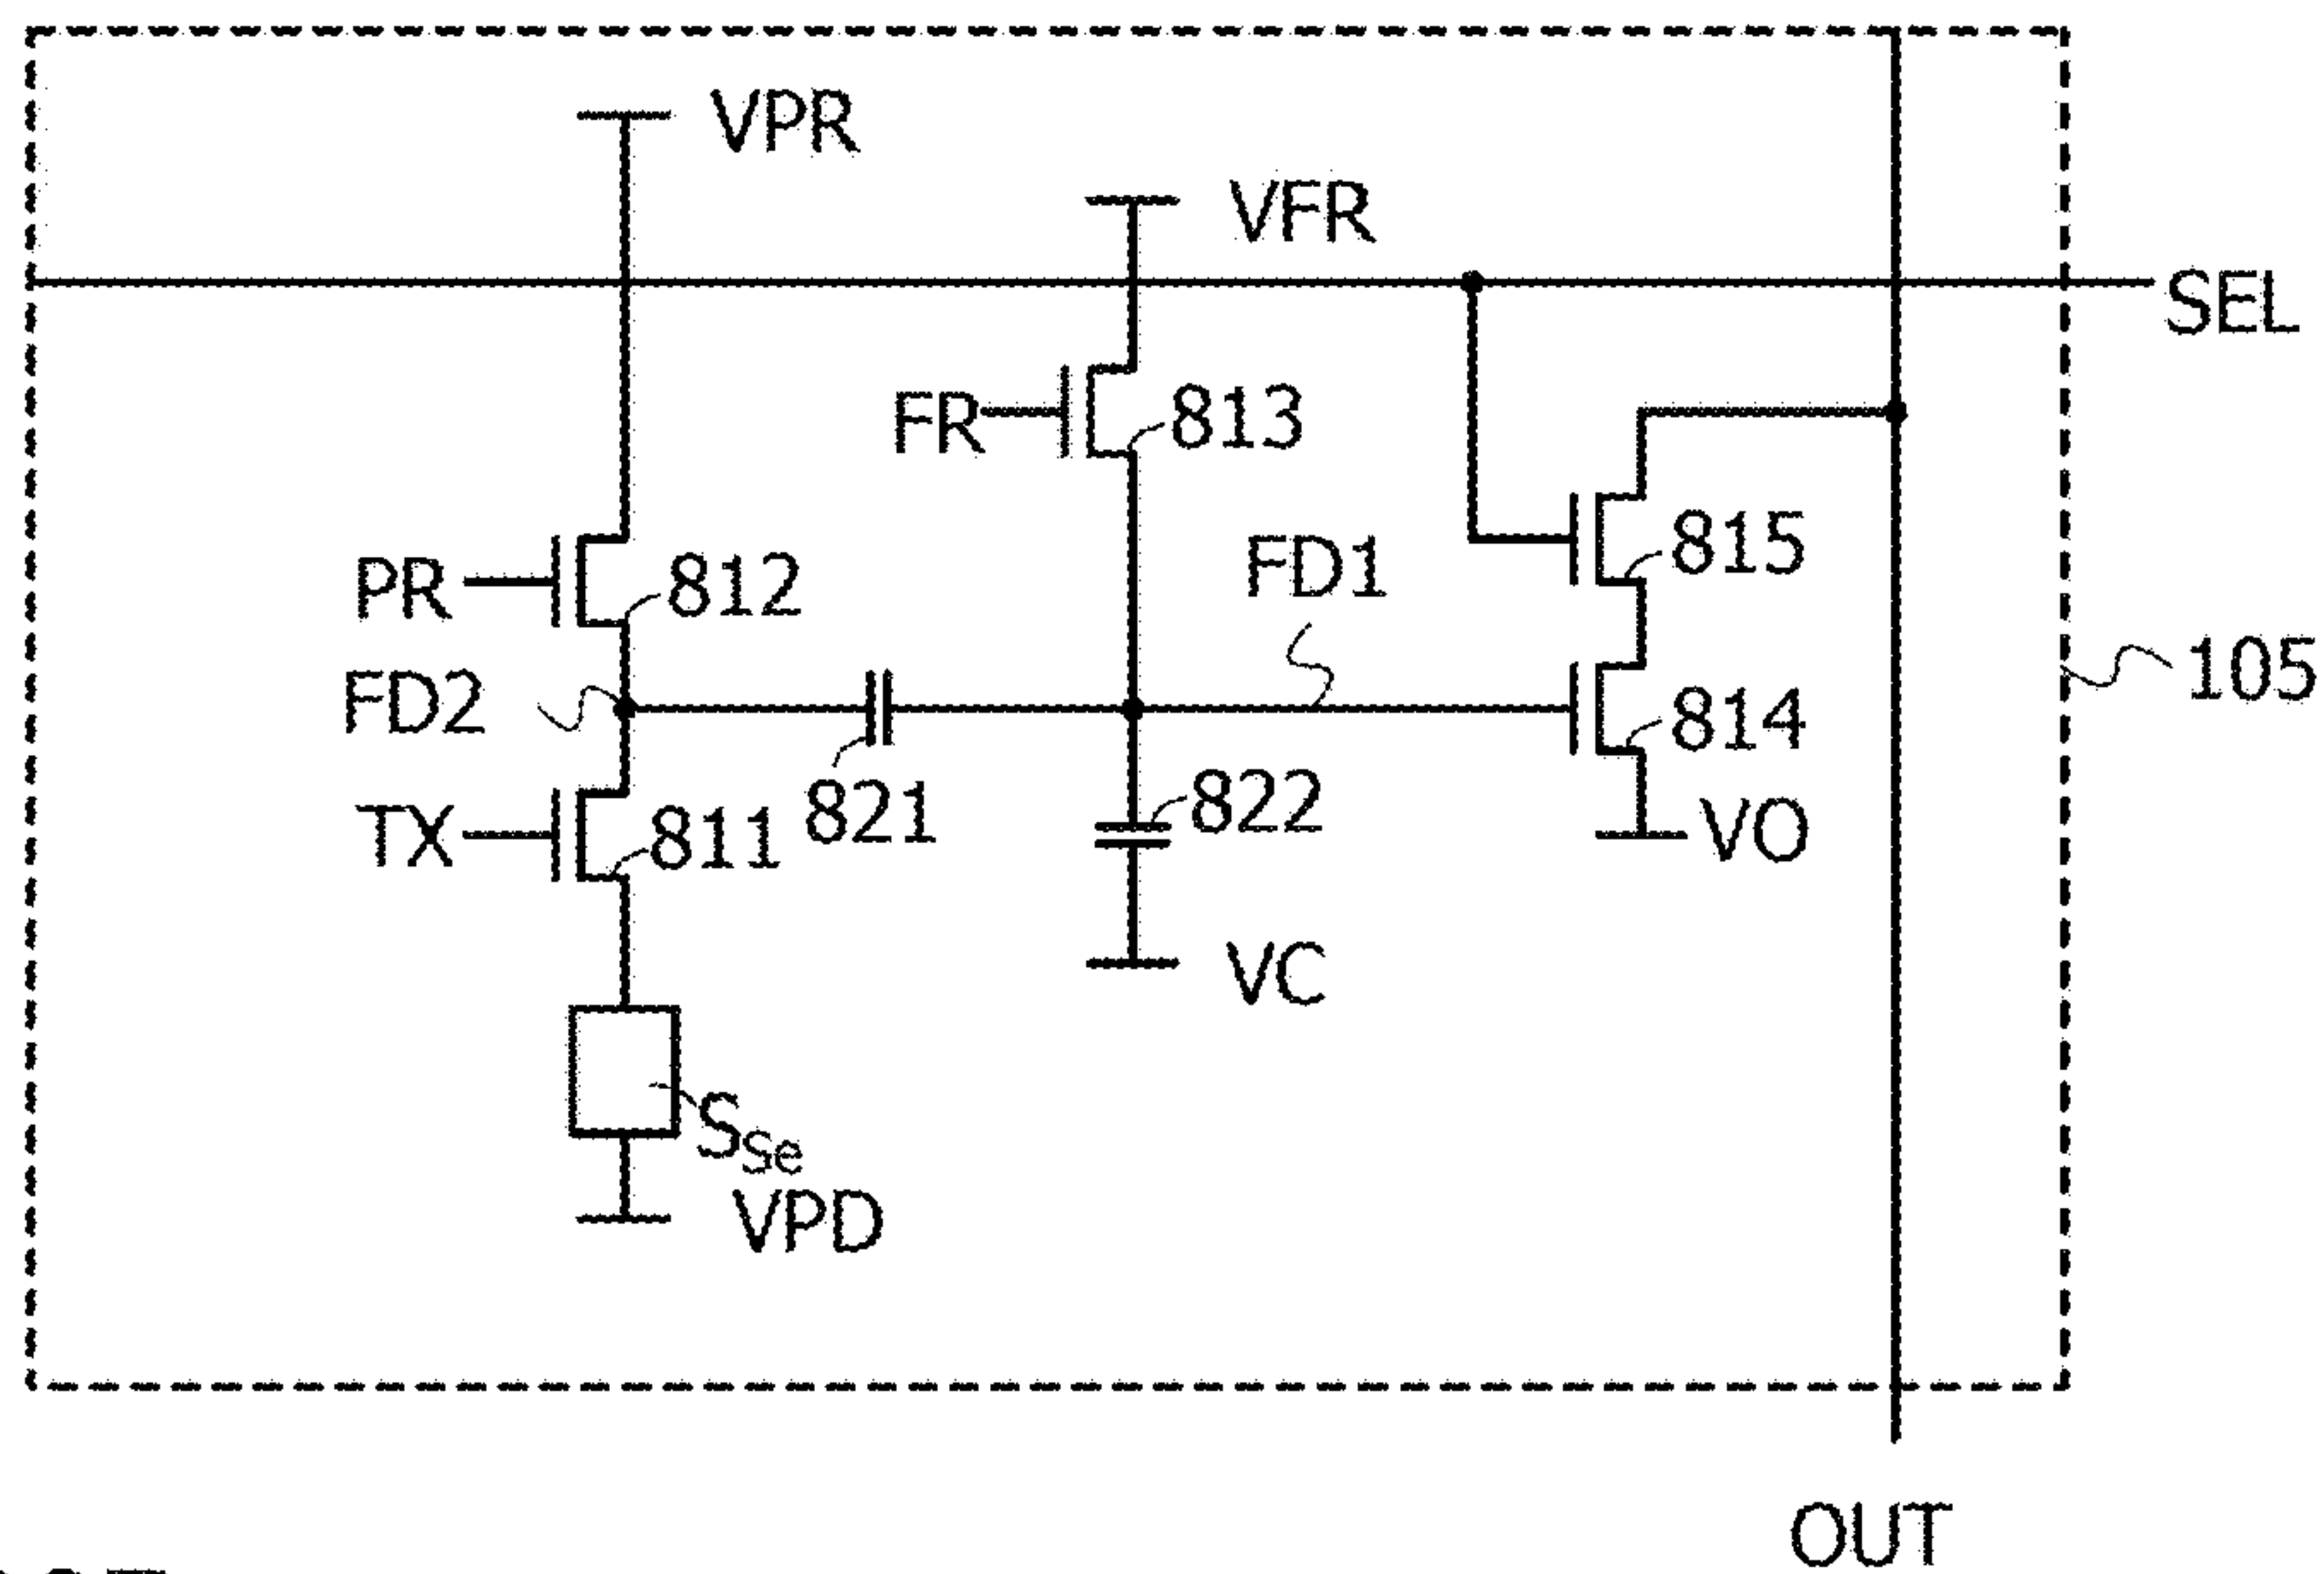 VPR
VFR
SEL
FR
813
815
FD1
PR
812
FD2
105
814
TX
811
821
822
VO
VC
SSe
VPD
OUT